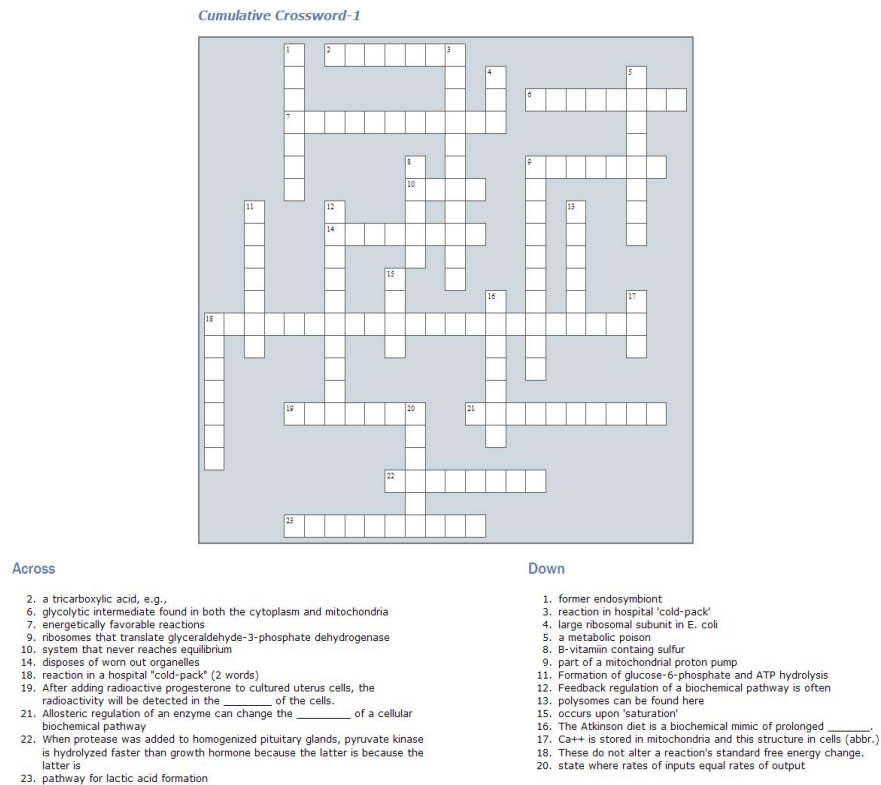 Cumulative Crossword-1
1 2 3
4 5
6
7
8 9
10
11 12 13
14
15
16 17
18
19 20 21
22
23
Across
2. a tricarboxylic acid, e.g.,
6. glycolytic intermediate found in both the cytoplasm and mitochondria
7. energetically favorable reactions
9. ribosomes that translate glyceraldehyde-3-phosphate dehydrogenase
10. system that never reaches equilibrium
14. disposes of worn out organelles
18. reaction in a hospital "cold-pack" (2 words)
19. After adding radioactive progesterone to cultured uterus cells, the
radioactivity will be detected in the ________ of the cells.
21. Allosteric regulation of an enzyme can change the _________ of a cellular
biochemical pathway
22. When protease was added to homogenized pituitary glands, pyruvate kinase
is hydrolyzed faster than growth hormone because the latter is because the
latter is
23. pathway for lactic acid formation
Down
1. former endosymbiont
3. reaction in hospital 'cold-pack'
4. large ribosomal subunit in E. coli
5. a metabolic poison
8. B-vitamiin containg sulfur
9. part of a mitochondrial proton pump
11. Formation of glucose-6-phosphate and ATP hydrolysis
12. Feedback regulation of a biochemical pathway is often
13. polysomes can be found here
15. occurs upon 'saturation'
16. The Atkinson diet is a biochemical mimic of prolonged _______.
17. Ca++ is stored in mitochondria and this structure in cells (abbr.)
18. These do not alter a reaction's standard free energy change.
20. state where rates of inputs equal rates of output